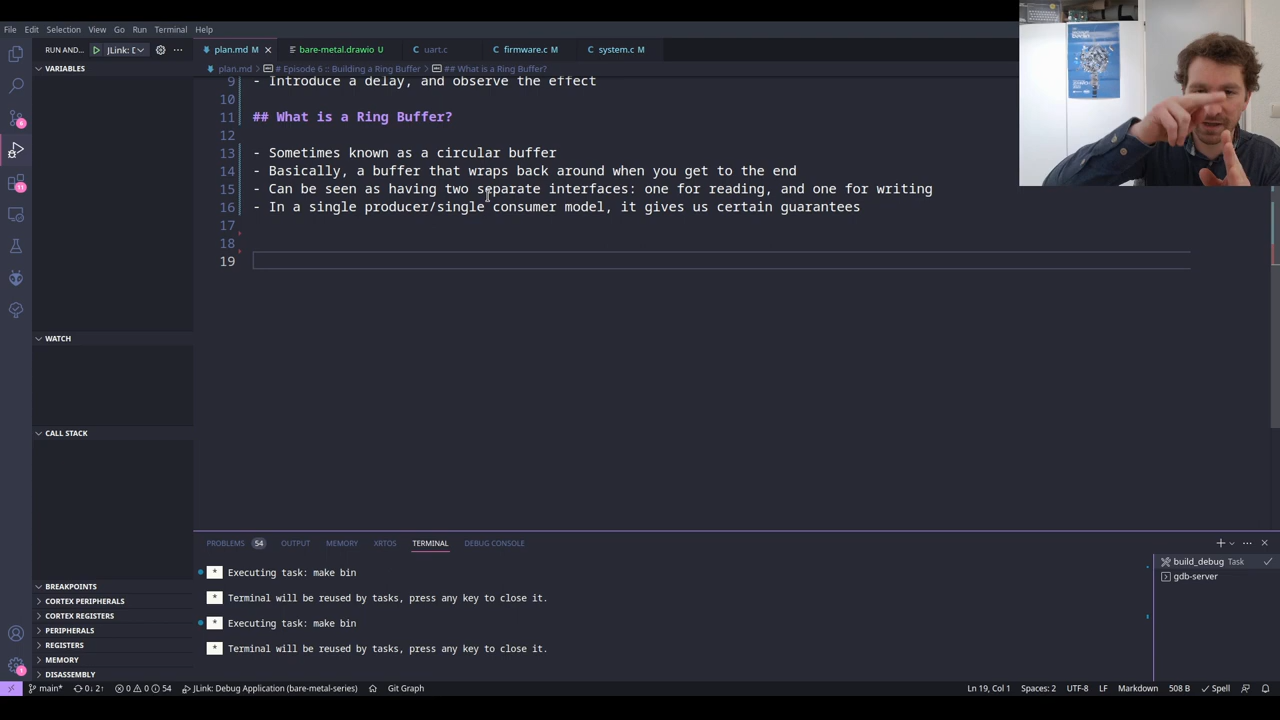 File Edit Selection View Go Run Terminal Help
RUN AND... JLink: D ...
plan.md M bare-metal.drawio U uart.c firmware.c M system.c M
plan.md > # Episode 6 :: Building a Ring Buffer > ## What is a Ring Buffer?
VARIABLES
9 - Introduce a delay, and observe the effect
10
11 ## What is a Ring Buffer?
12
13 - Sometimes known as a circular buffer
14 - Basically, a buffer that wraps back around when you get to the end
15 - Can be seen as having two separate interfaces: one for reading, and one for writing
16 - In a single producer/single consumer model, it gives us certain guarantees
17
18
19
6
11
WATCH
CALL STACK
BREAKPOINTS
CORTEX PERIPHERALS
CORTEX REGISTERS
PERIPHERALS
REGISTERS
MEMORY
DISASSEMBLY
1
PROBLEMS 54 OUTPUT MEMORY XRTOS TERMINAL DEBUG CONSOLE
* Executing task: make bin
* Terminal will be reused by tasks, press any key to close it.
* Executing task: make bin
* Terminal will be reused by tasks, press any key to close it.
build_debug Task
gdb-server
main* 0↓ 2↑ 0 0 54 JLink: Debug Application (bare-metal-series) Git Graph Ln 19, Col 1 Spaces: 2 UTF-8 LF Markdown 508 B Spell